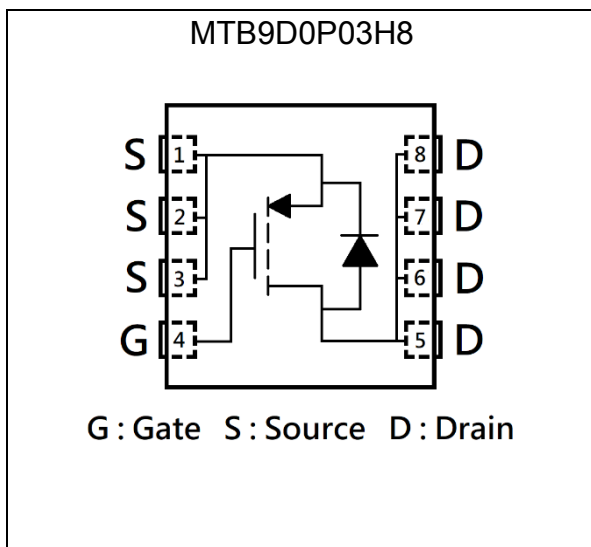 MTB9D0P03H8
S 1 8 D
S 2 7 D
S 3 6 D
G 4 5 D
G : Gate S : Source D : Drain